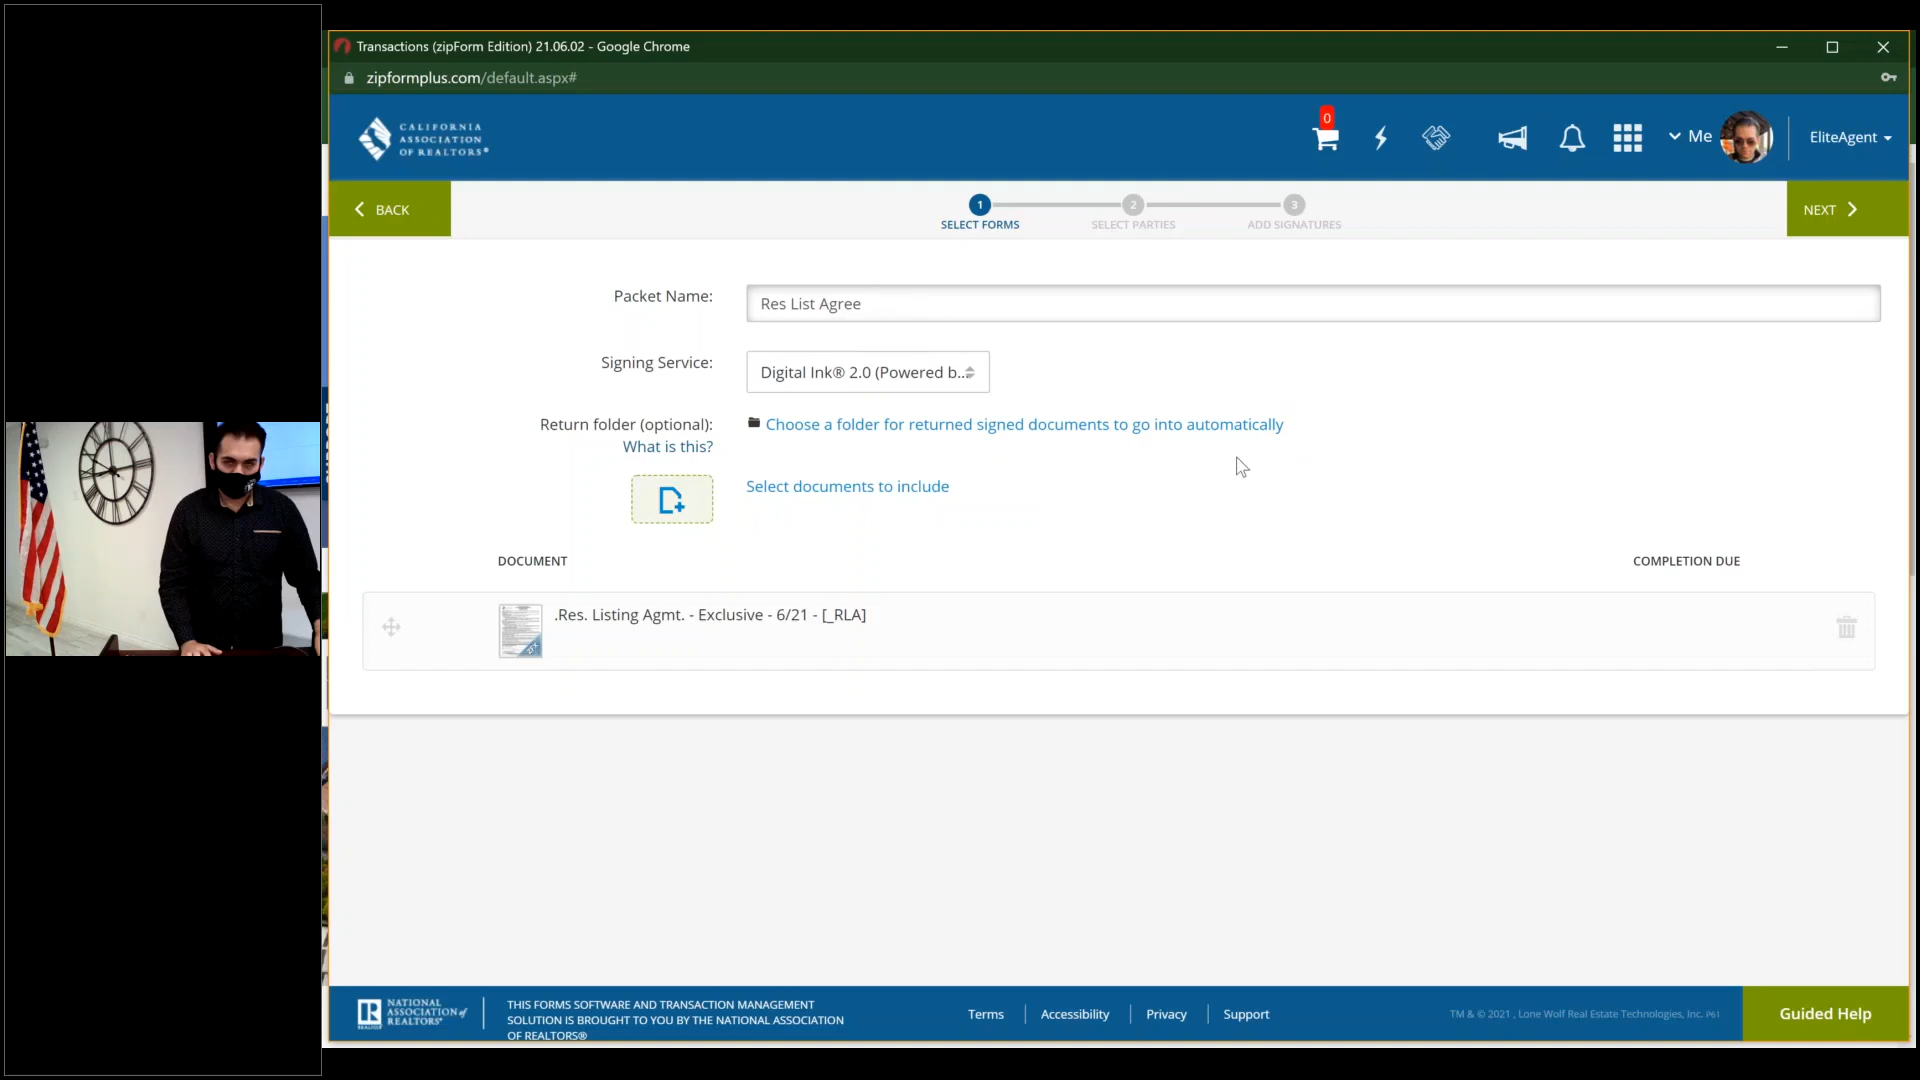 Transactions (zipForm Edition) 21.06.02 - Google Chrome
zipformplus.com/default.aspx#
CALIFORNIA
ASSOCIATION
OF REALTORS®
0
Me
EliteAgent
BACK
1
2
3
SELECT FORMS
SELECT PARTIES
ADD SIGNATURES
NEXT
Packet Name:
Res List Agree
Signing Service:
Digital Ink® 2.0 (Powered b...
Return folder (optional):
Choose a folder for returned signed documents to go into automatically
What is this?
Select documents to include
DOCUMENT
COMPLETION DUE
.Res. Listing Agmt. - Exclusive - 6/21 - [_RLA]
NATIONAL
ASSOCIATION of
REALTORS®
THIS FORMS SOFTWARE AND TRANSACTION MANAGEMENT
SOLUTION IS BROUGHT TO YOU BY THE NATIONAL ASSOCIATION
OF REALTORS®
Terms
Accessibility
Privacy
Support
TM & © 2021 , Lone Wolf Real Estate Technologies, Inc. P61
Guided Help